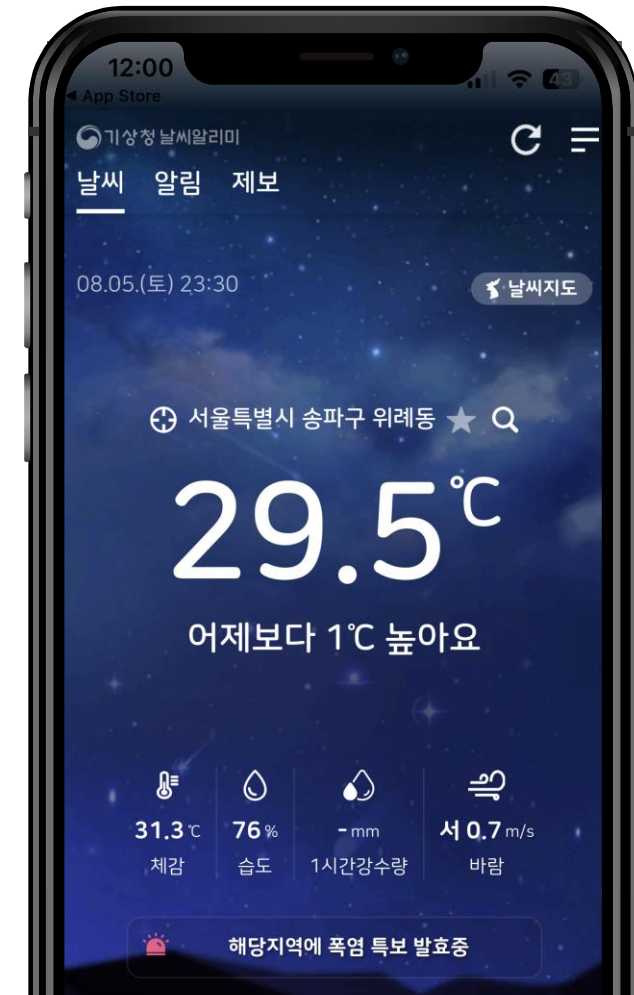 12:00
43
◀ App Store
기상청 날씨알리미
날씨 알림 제보
08.05.(토) 23:30
날씨지도
서울특별시 송파구 위례동
29.5℃
어제보다 1℃ 높아요
31.3℃ 76% -mm 서 0.7m/s
체감 습도 1시간강수량 바람
해당지역에 폭염 특보 발효중